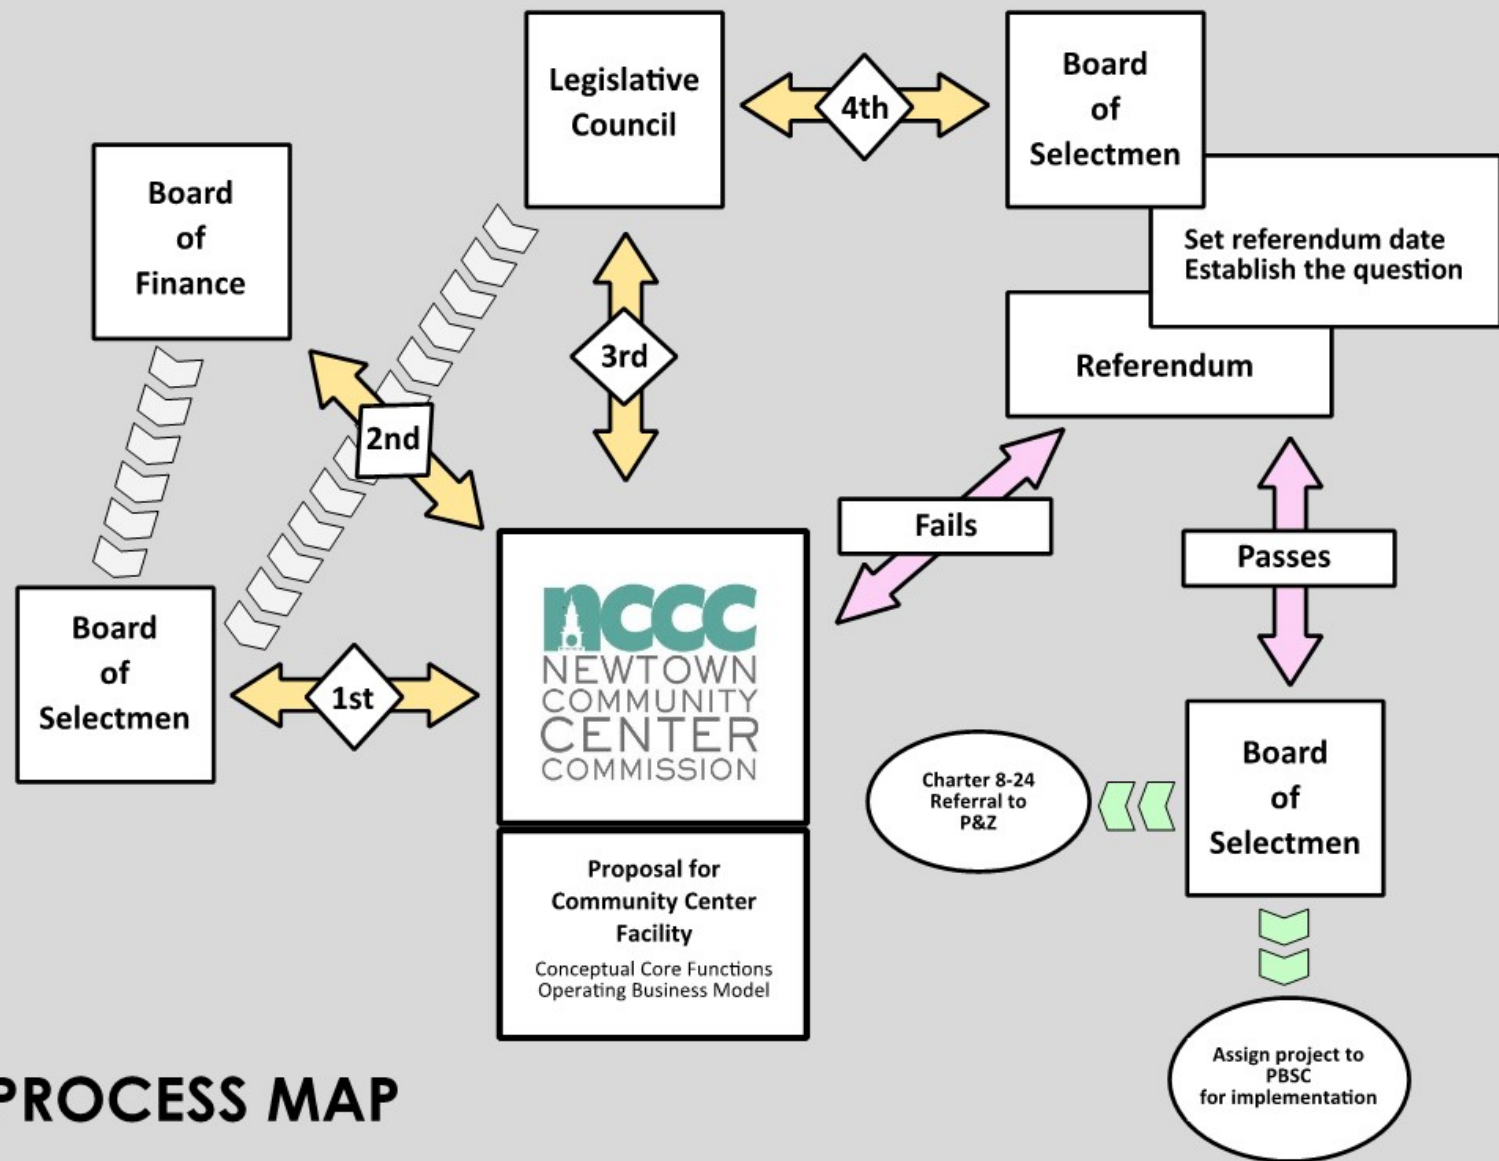 Legislative
Council
4th
Board
of
Selectmen
Board
of
Finance
Set referendum date
Establish the question
Referendum
3rd
2nd
Fails
Passes
Board
of
Selectmen
1st
nccc
NEWTOWN
COMMUNITY
CENTER
COMMISSION
Proposal for
Community Center
Facility
Conceptual Core Functions
Operating Business Model
Charter 8-24
Referral to
P&Z
Board
of
Selectmen
Assign project to
PBSC
for implementation
PROCESS MAP